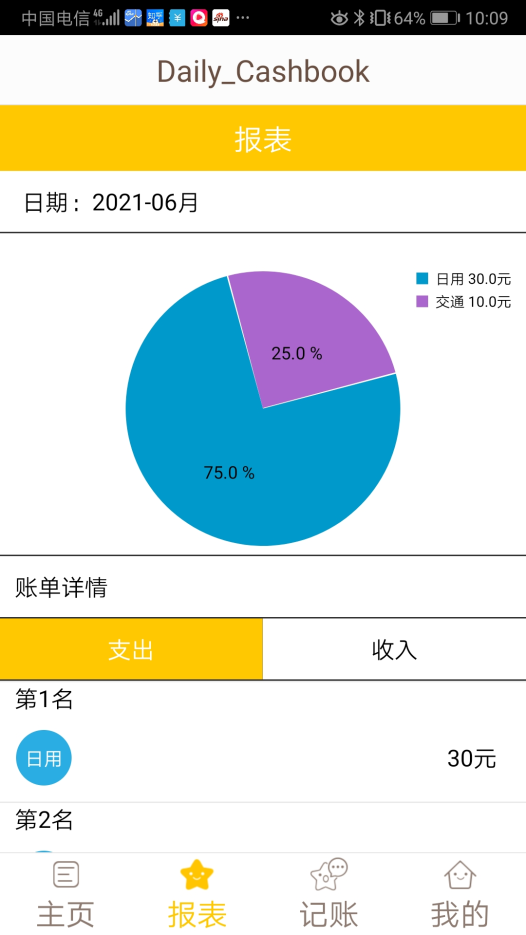 中国电信 4G 64% 10:09
Daily_Cashbook
报表
日期：2021-06月
日用 30.0元
交通 10.0元
25.0 %
75.0 %
账单详情
支出 收入
第1名
日用 30元
第2名
主页 报表 记账 我的